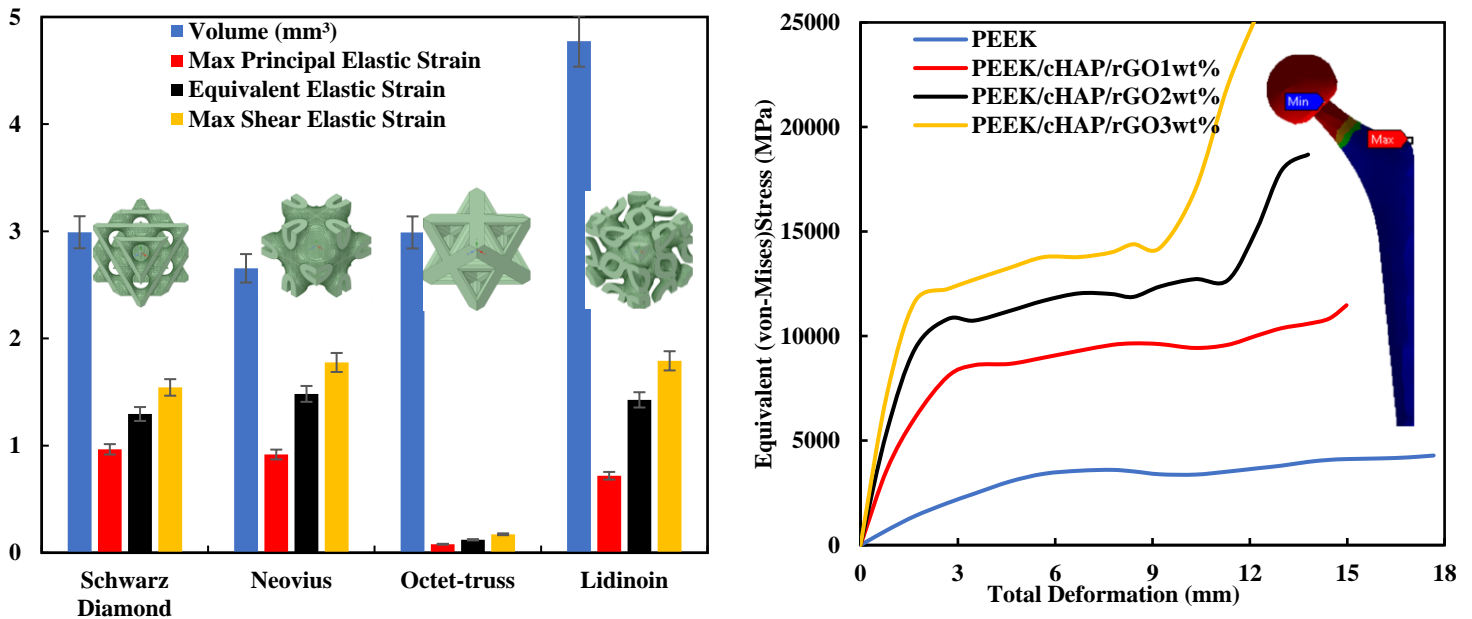 5
4
3
2
1
0
Volume (mm³)
Max Principal Elastic Strain
Equivalent Elastic Strain
Max Shear Elastic Strain
Schwarz
Diamond
Neovius
Octet-truss
Lidinoin
Equivalent (von-Mises)Stress (MPa)
25000
20000
15000
10000
5000
0
PEEK
PEEK/cHAP/rGO1wt%
PEEK/cHAP/rGO2wt%
PEEK/cHAP/rGO3wt%
Min
Max
0 3 6 9 12 15 18
Total Deformation (mm)